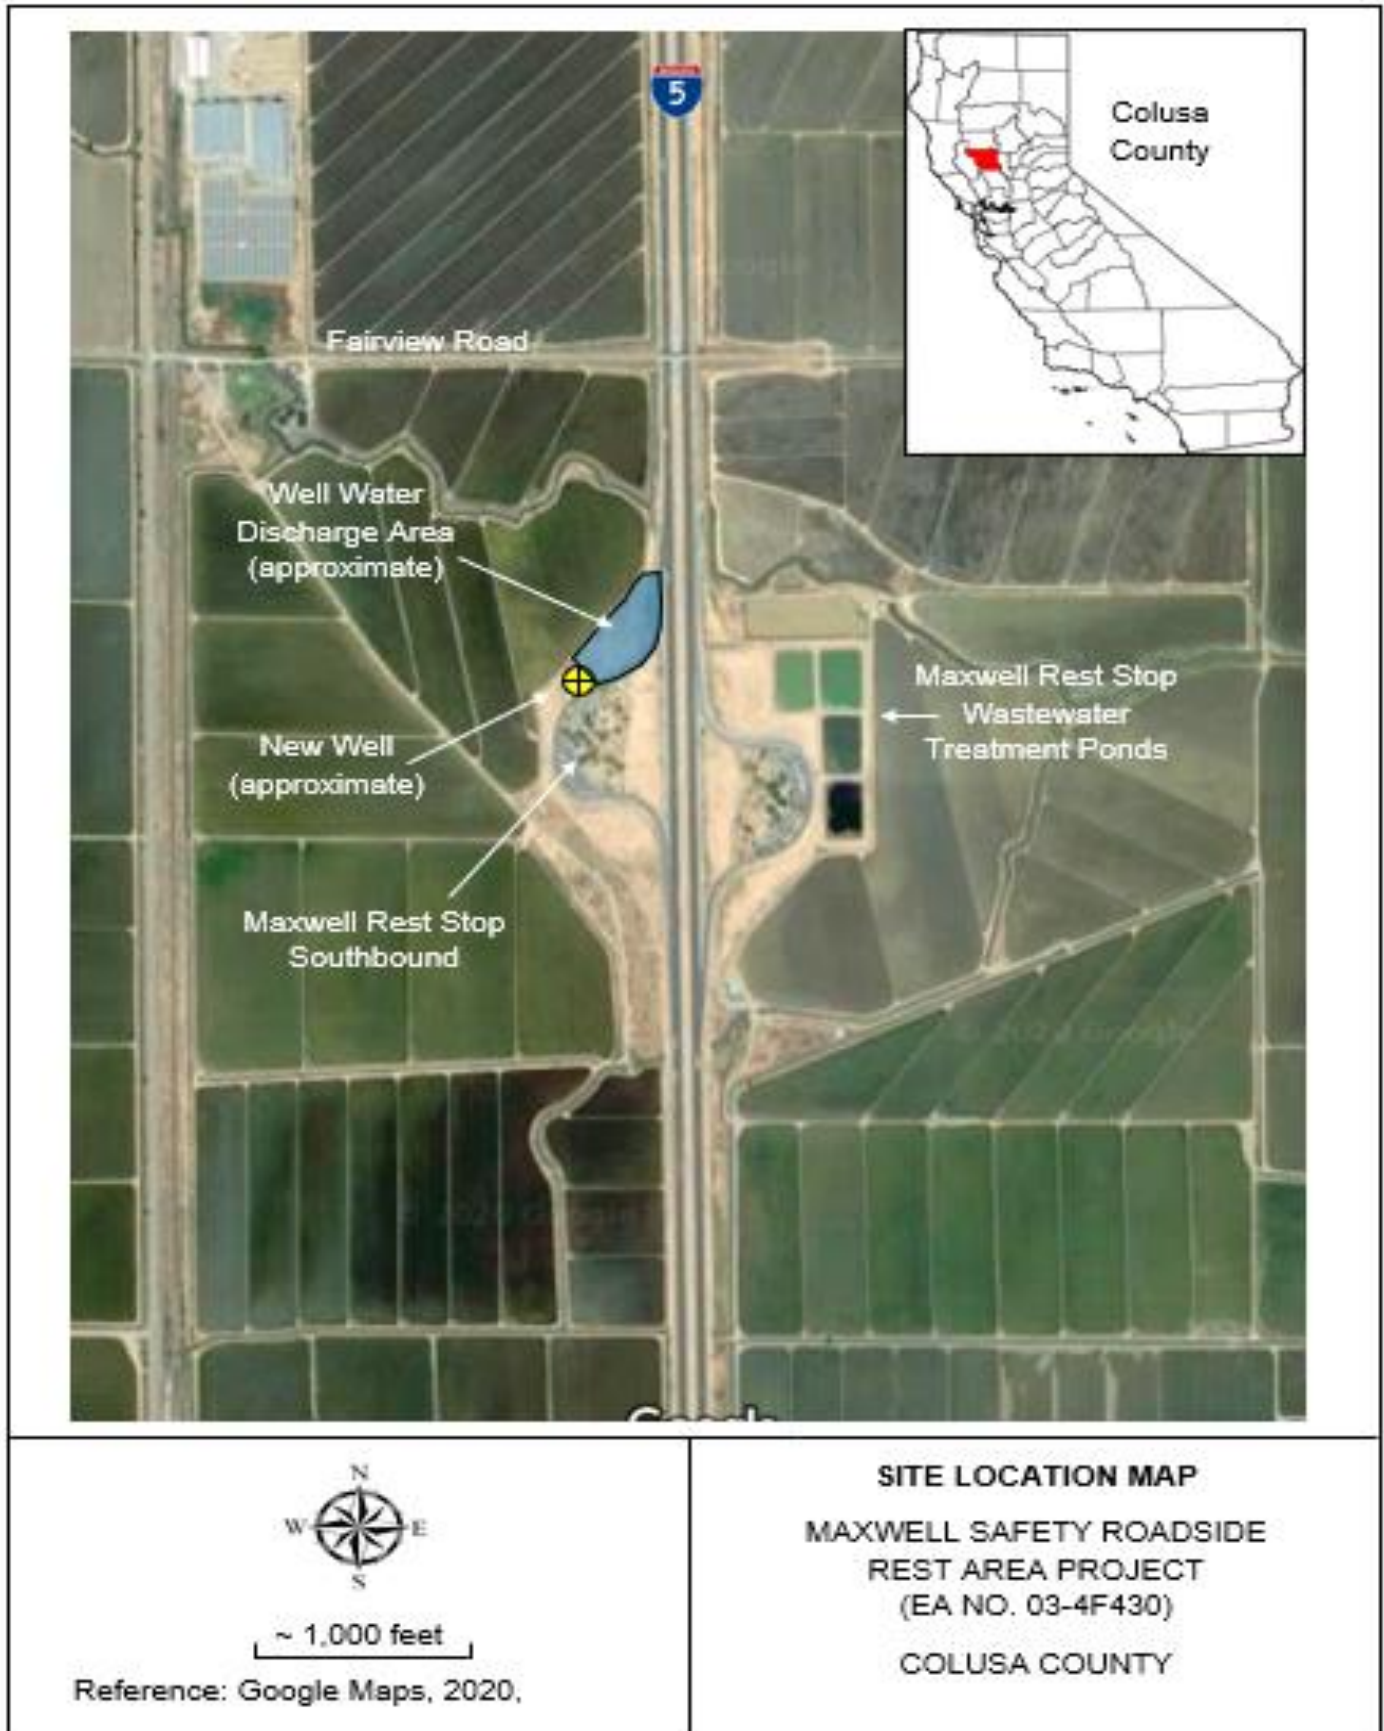 5
Colusa
County
Fairview Road
Well Water
Discharge Area
(approximate)
Maxwell Rest Stop
Wastewater
Treatment Ponds
New Well
(approximate)
Maxwell Rest Stop
Southbound
Google
N
W E
S
~ 1,000 feet
Reference: Google Maps, 2020,
SITE LOCATION MAP
MAXWELL SAFETY ROADSIDE
REST AREA PROJECT
(EA NO. 03-4F430)
COLUSA COUNTY